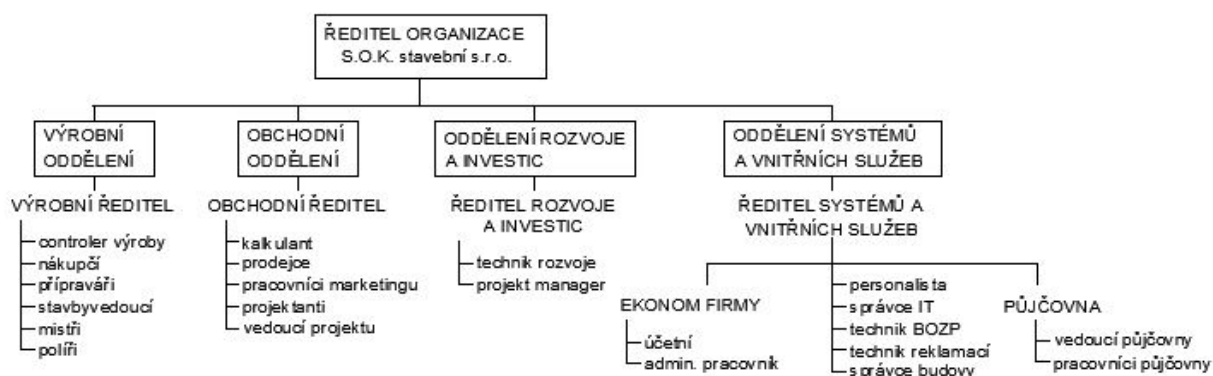 ŘEDITEL ORGANIZACE
S.O.K. stavební s.r.o.
VÝROBNÍ
ODDĚLENÍ
OBCHODNÍ
ODDĚLENÍ
ODDĚLENÍ ROZVOJE
A INVESTIC
ODDĚLENÍ SYSTÉMŮ
A VNITŘNÍCH SLUŽEB
VÝROBNÍ ŘEDITEL
controler výroby
nákupčí
přípraváři
stavbyvedoucí
mistři
políři
OBCHODNÍ ŘEDITEL
kalkulant
prodejce
pracovníci marketingu
projektanti
vedoucí projektu
ŘEDITEL ROZVOJE
A INVESTIC
technik rozvoje
projekt manager
ŘEDITEL SYSTÉMŮ A
VNITŘNÍCH SLUŽEB
EKONOM FIRMY
účetní
admin. pracovník
personalista
správce IT
technik BOZP
technik reklamací
správce budovy
PŮJČOVNA
vedoucí půjčovny
pracovníci půjčovny